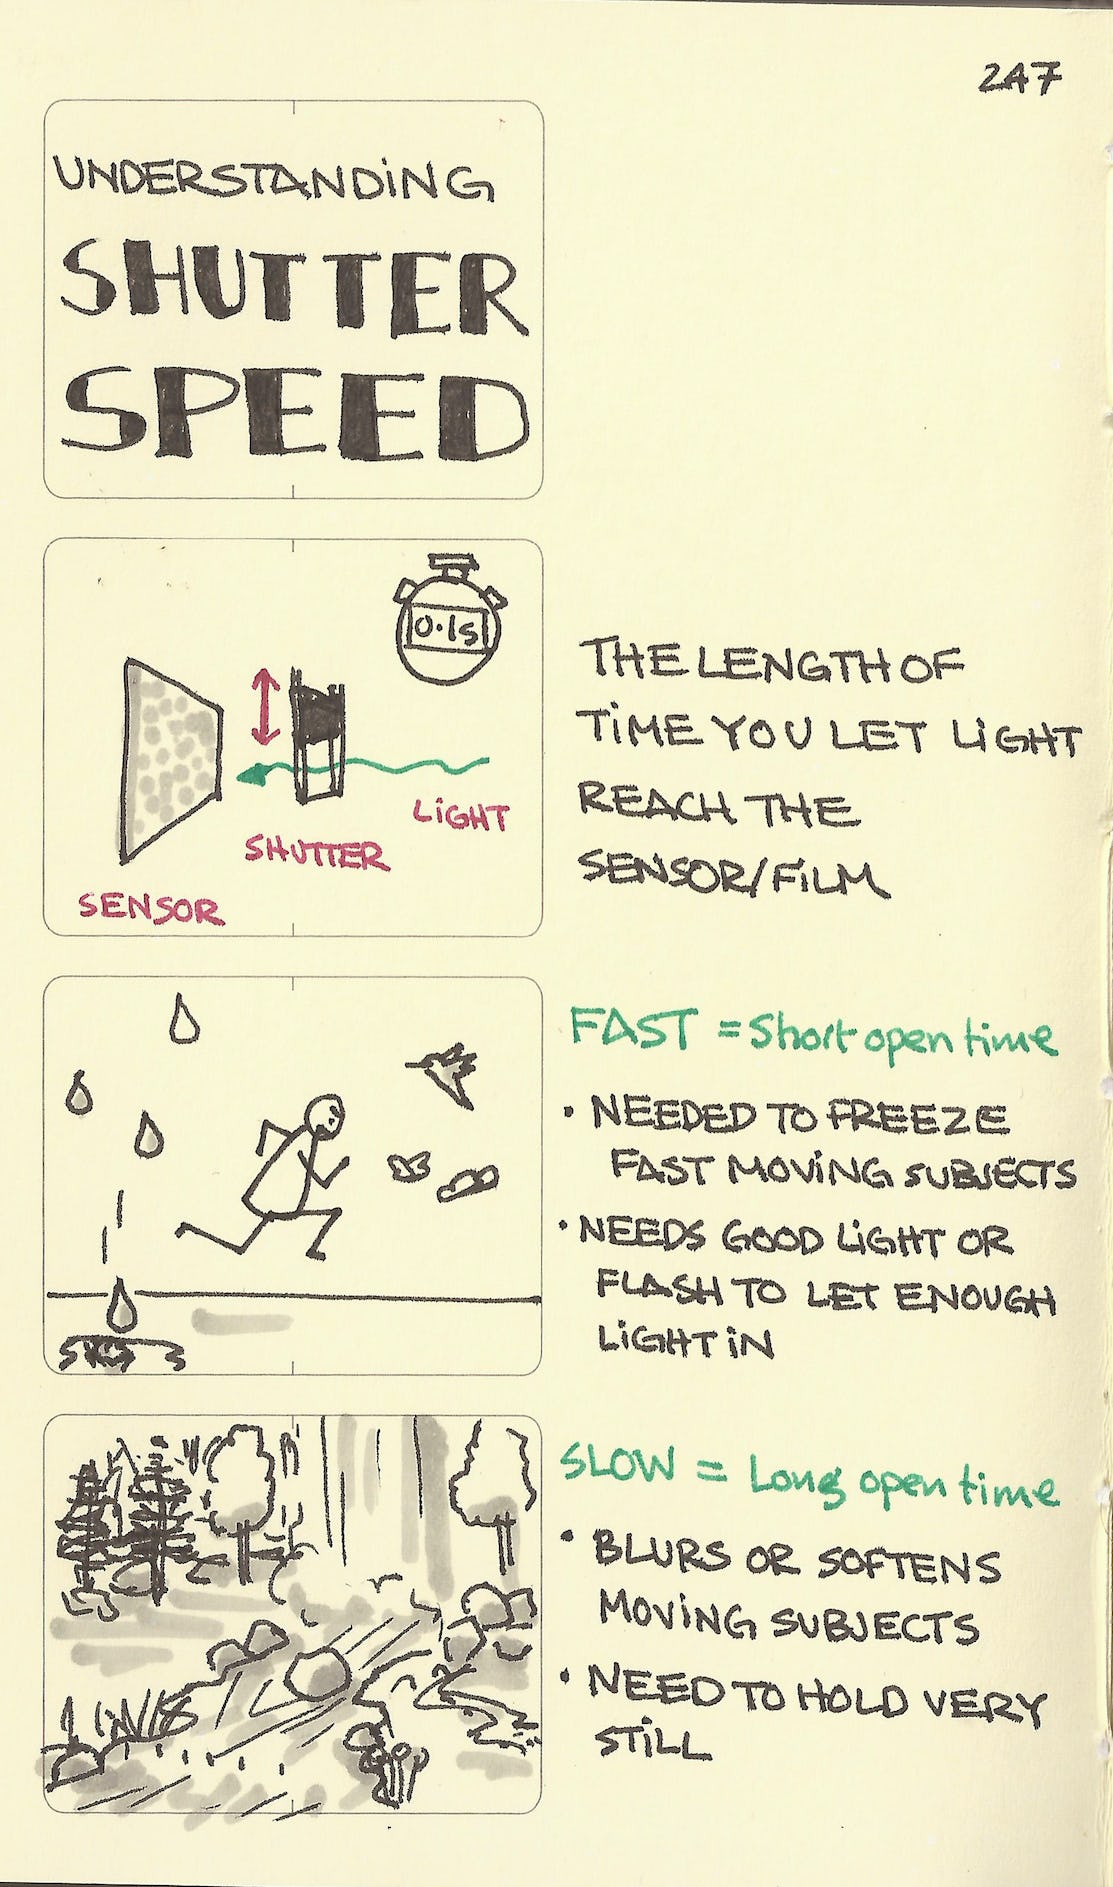 247
UNDERSTANDING
SHUTTER
SPEED
0.1s
LIGHT
SHUTTER
SENSOR
THE LENGTH OF
TIME YOU LET LIGHT
REACH THE
SENSOR/FILM
FAST = Short open time
• NEEDED TO FREEZE
FAST MOVING SUBJECTS
• NEEDS GOOD LIGHT OR
FLASH TO LET ENOUGH
LIGHT IN
SLOW = Long open time
• BLURS OR SOFTENS
MOVING SUBJECTS
• NEED TO HOLD VERY
STILL